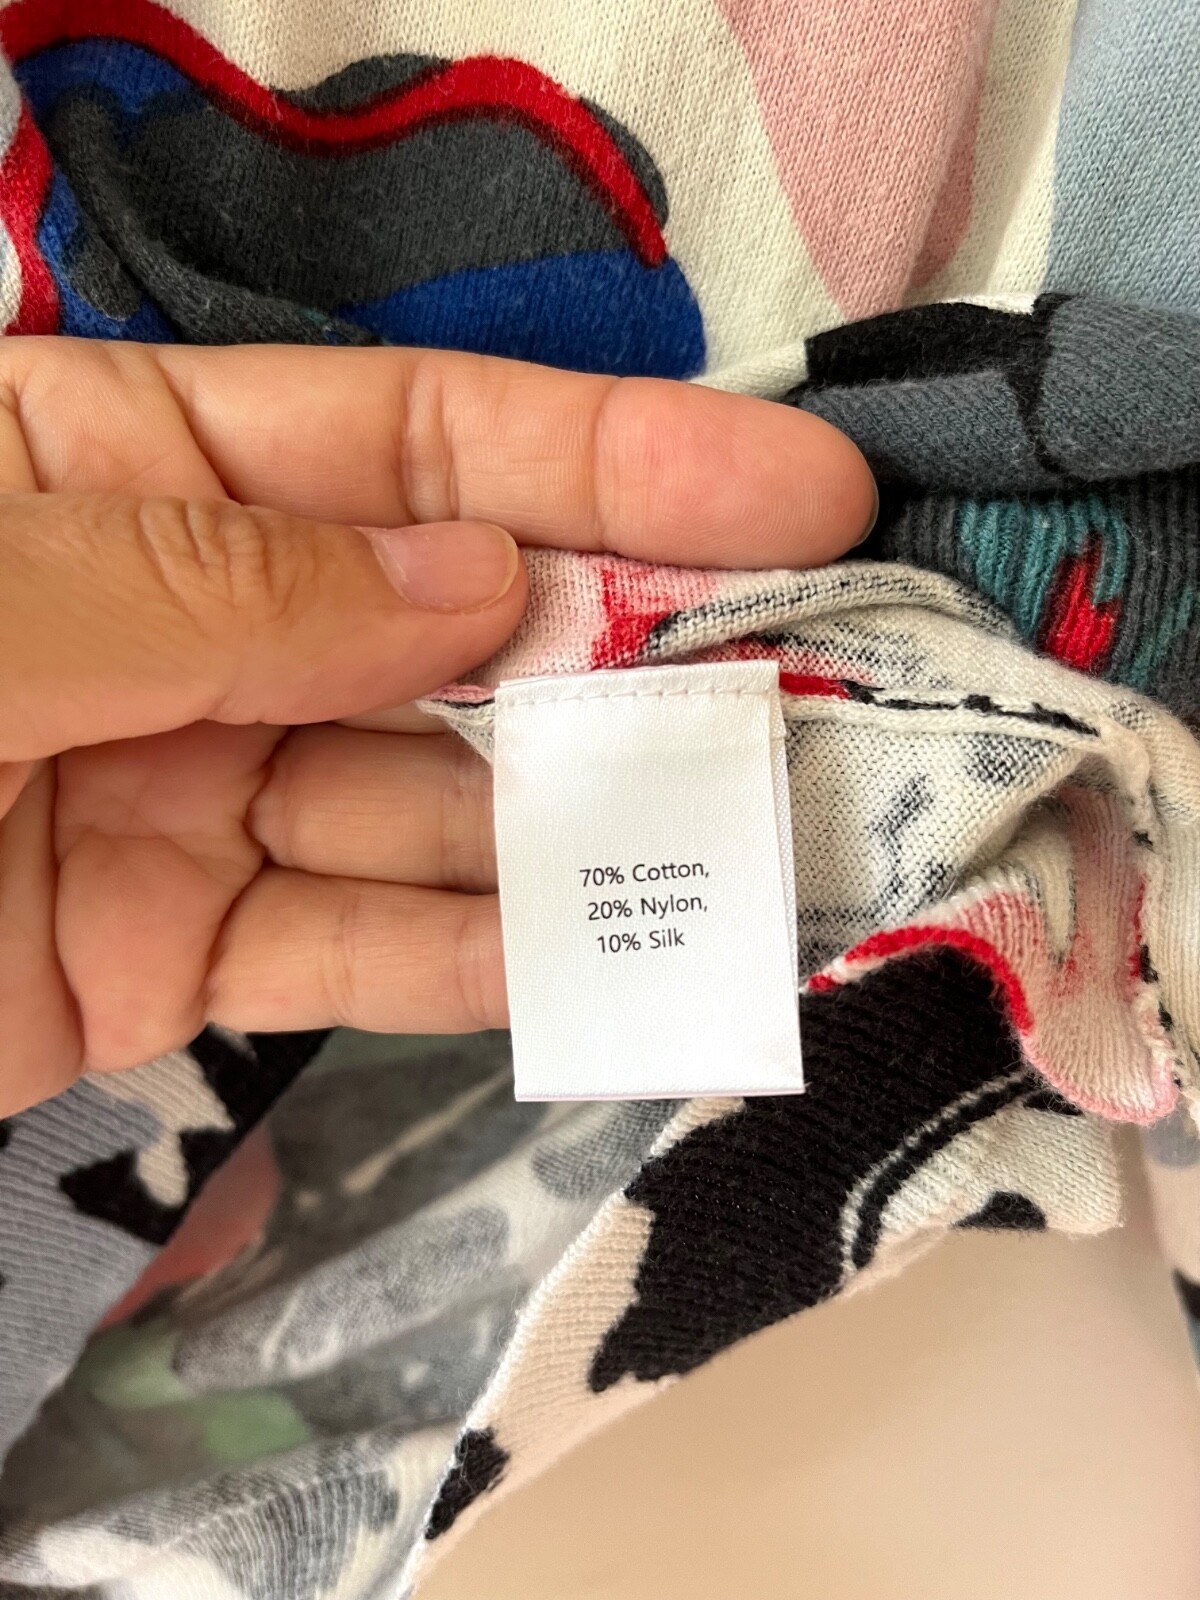 70% Cotton,
20% Nylon,
10% Silk